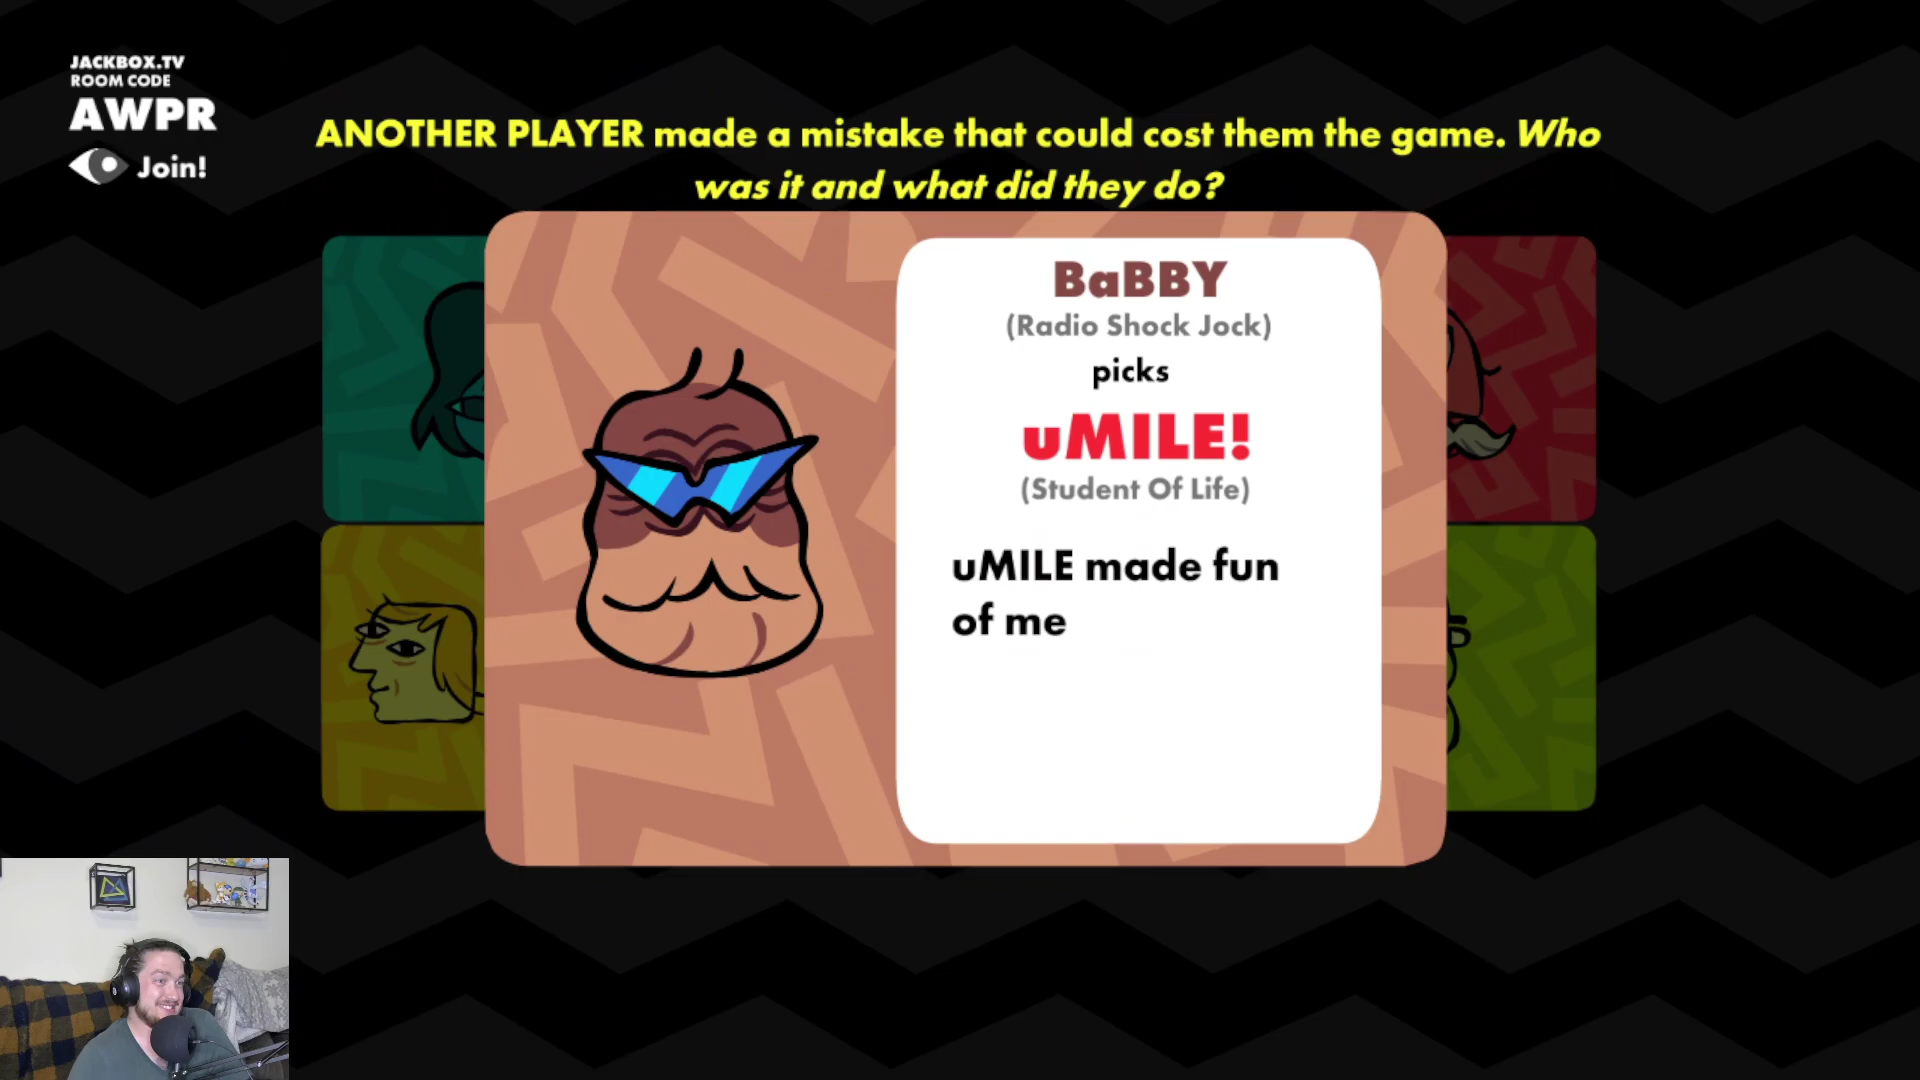 JACKBOX.TV
ROOM CODE
AWPR
Join!
ANOTHER PLAYER made a mistake that could cost them the game. Who
was it and what did they do?
BaBBY
(Radio Shock Jock)
picks
uMILE!
(Student Of Life)
uMILE made fun
of me